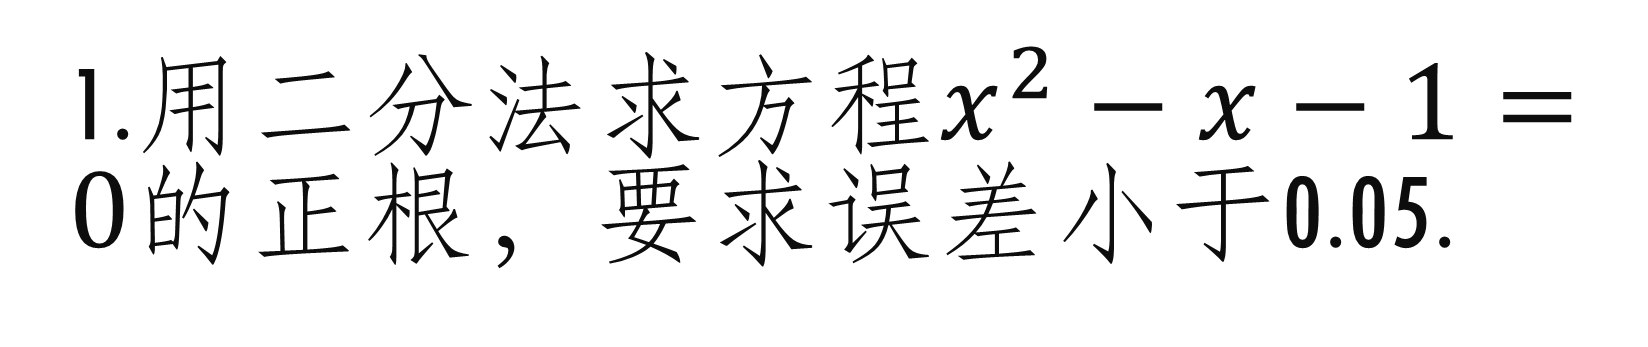 1.用二分法求方程$x^2 - x - 1 =$
$0$的正根，要求误差小于0.05.